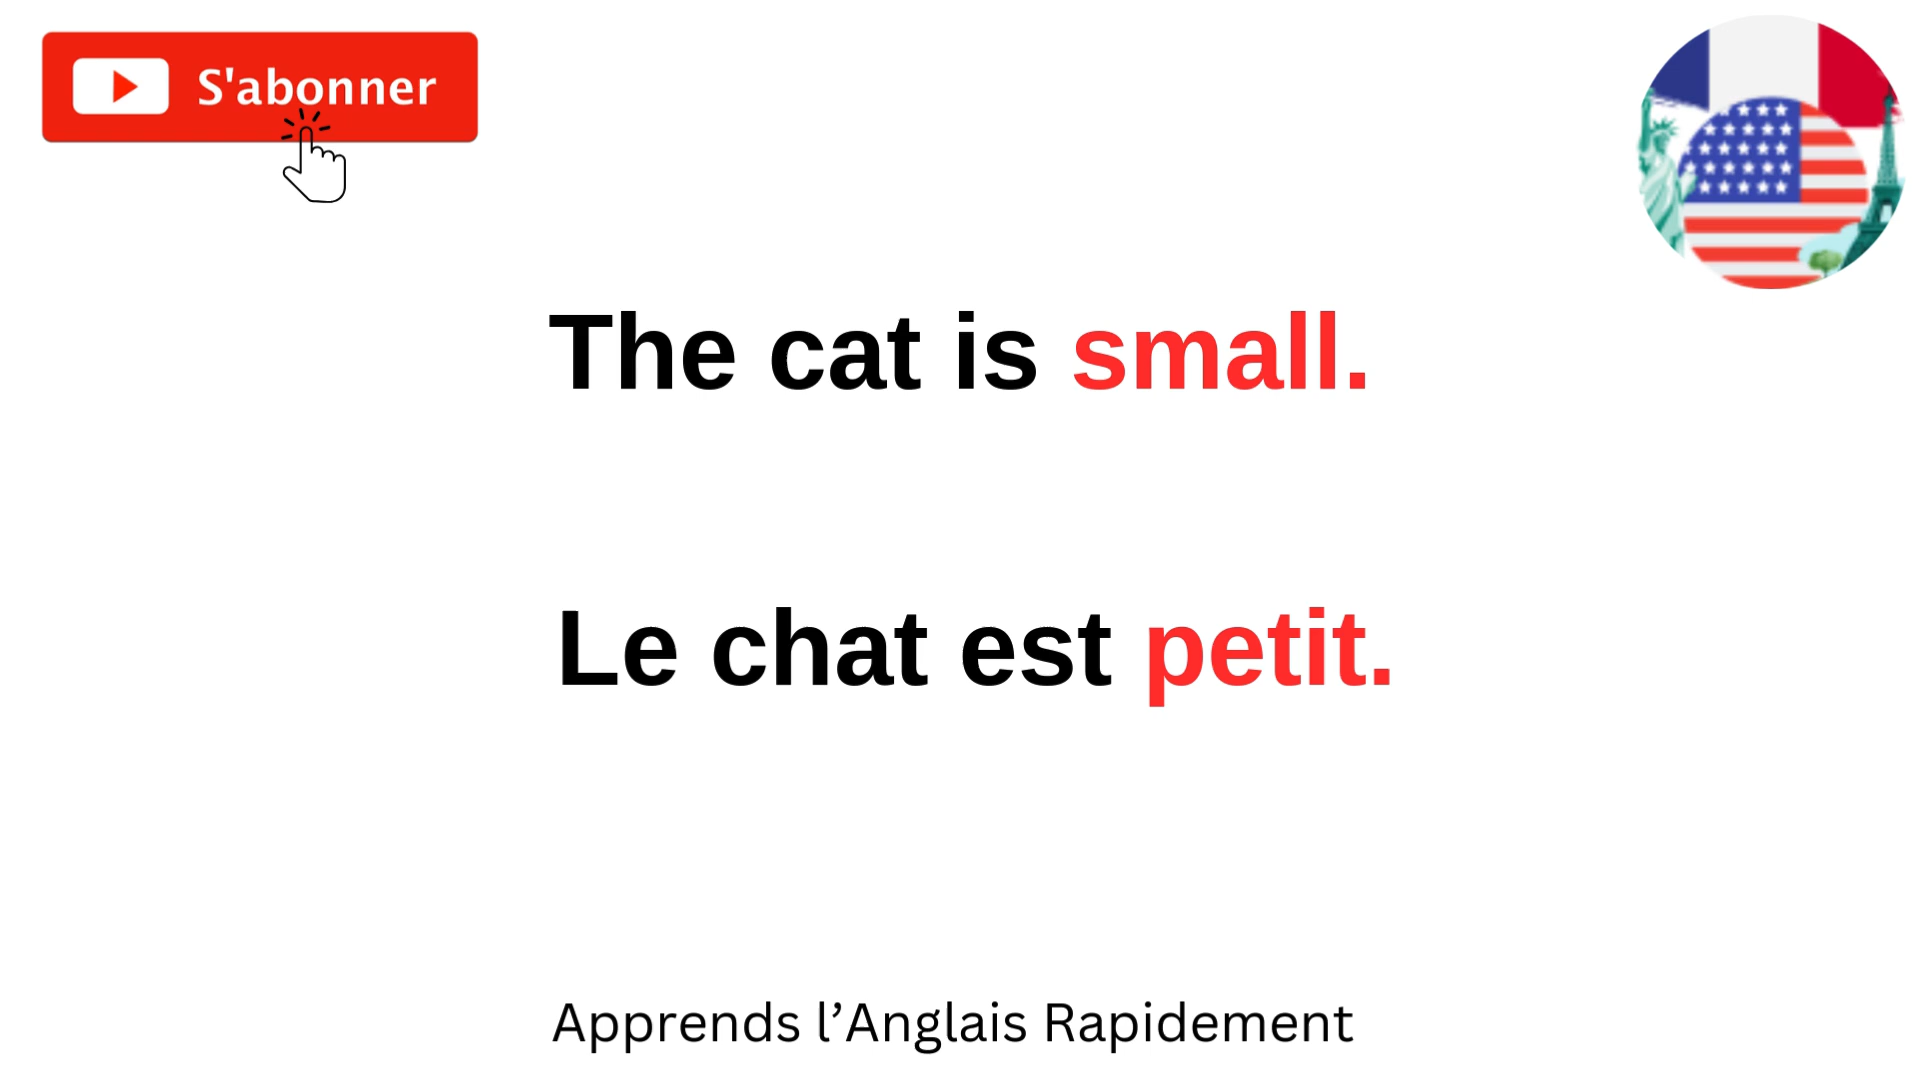 S'abonner
The cat is small.
Le chat est petit.
Apprends l’Anglais Rapidement